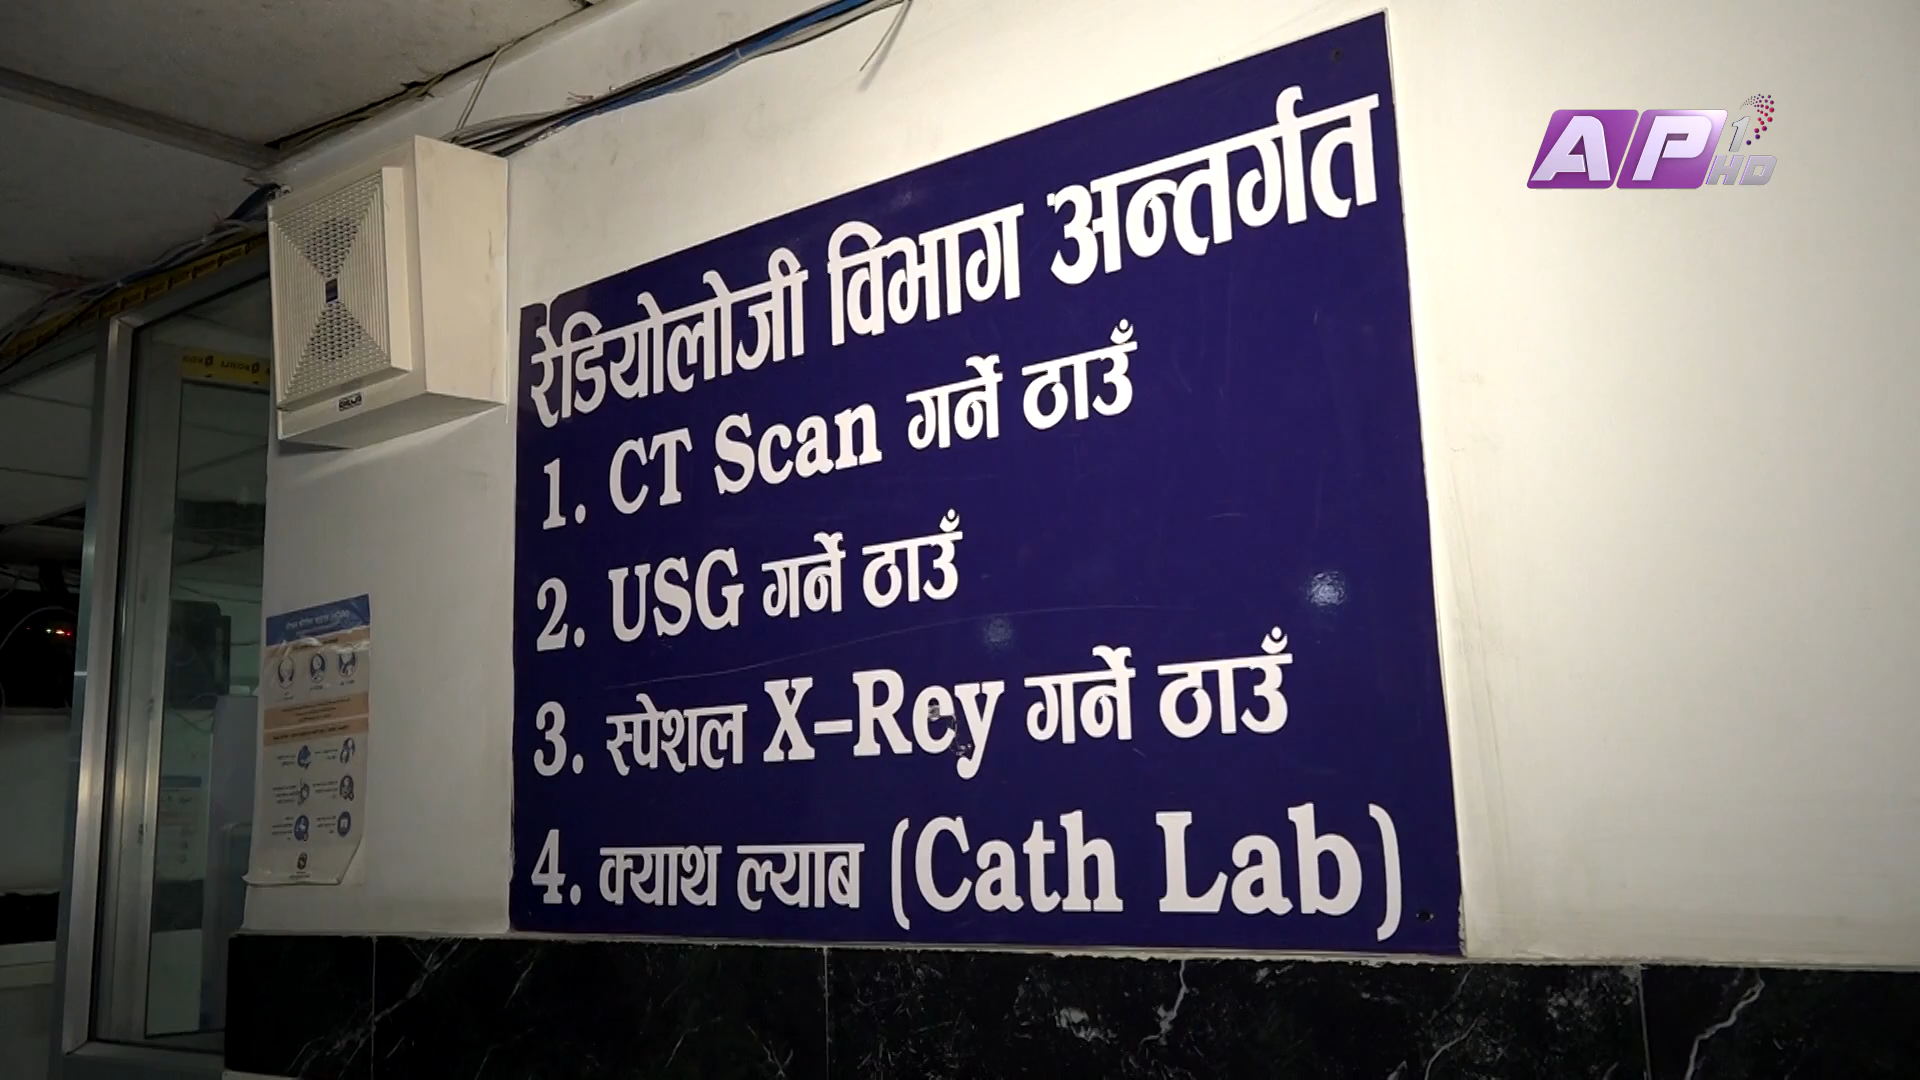 AP1 HD
रेडियोलोजी विभाग अन्तर्गत
1. CT Scan गर्ने ठाउँ
2. USG गर्ने ठाउँ
3. स्पेशल X-Rey गर्ने ठाउँ
4. क्याथ ल्याब (Cath Lab)